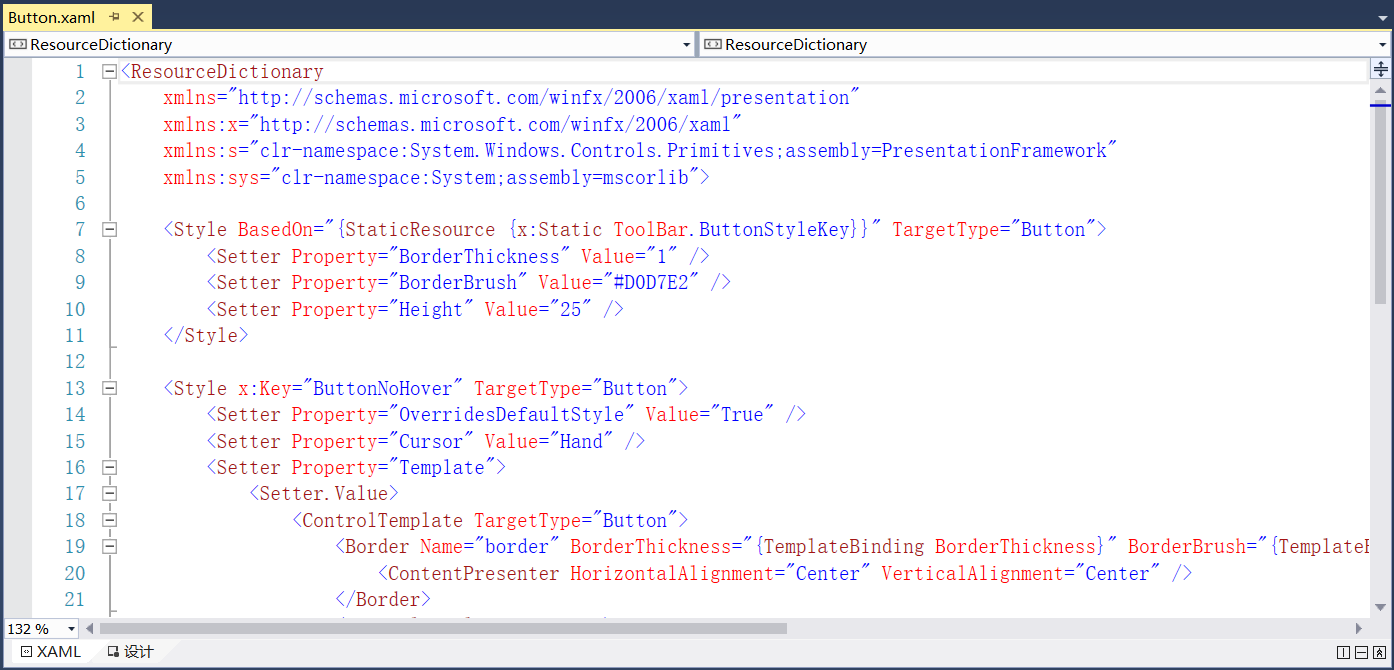 Button.xaml
ResourceDictionary ResourceDictionary
1 <ResourceDictionary
2 xmlns="http://schemas.microsoft.com/winfx/2006/xaml/presentation"
3 xmlns:x="http://schemas.microsoft.com/winfx/2006/xaml"
4 xmlns:s="clr-namespace:System.Windows.Controls.Primitives;assembly=PresentationFramework"
5 xmlns:sys="clr-namespace:System;assembly=mscorlib">
6
7 <Style BasedOn="{StaticResource {x:Static ToolBar.ButtonStyleKey}}" TargetType="Button">
8 <Setter Property="BorderThickness" Value="1" />
9 <Setter Property="BorderBrush" Value="#D0D7E2" />
10 <Setter Property="Height" Value="25" />
11 </Style>
12
13 <Style x:Key="ButtonNoHover" TargetType="Button">
14 <Setter Property="OverridesDefaultStyle" Value="True" />
15 <Setter Property="Cursor" Value="Hand" />
16 <Setter Property="Template">
17 <Setter.Value>
18 <ControlTemplate TargetType="Button">
19 <Border Name="border" BorderThickness="{TemplateBinding BorderThickness}" BorderBrush="{Template
20 <ContentPresenter HorizontalAlignment="Center" VerticalAlignment="Center" />
21 </Border>
132 %
XAML 设计